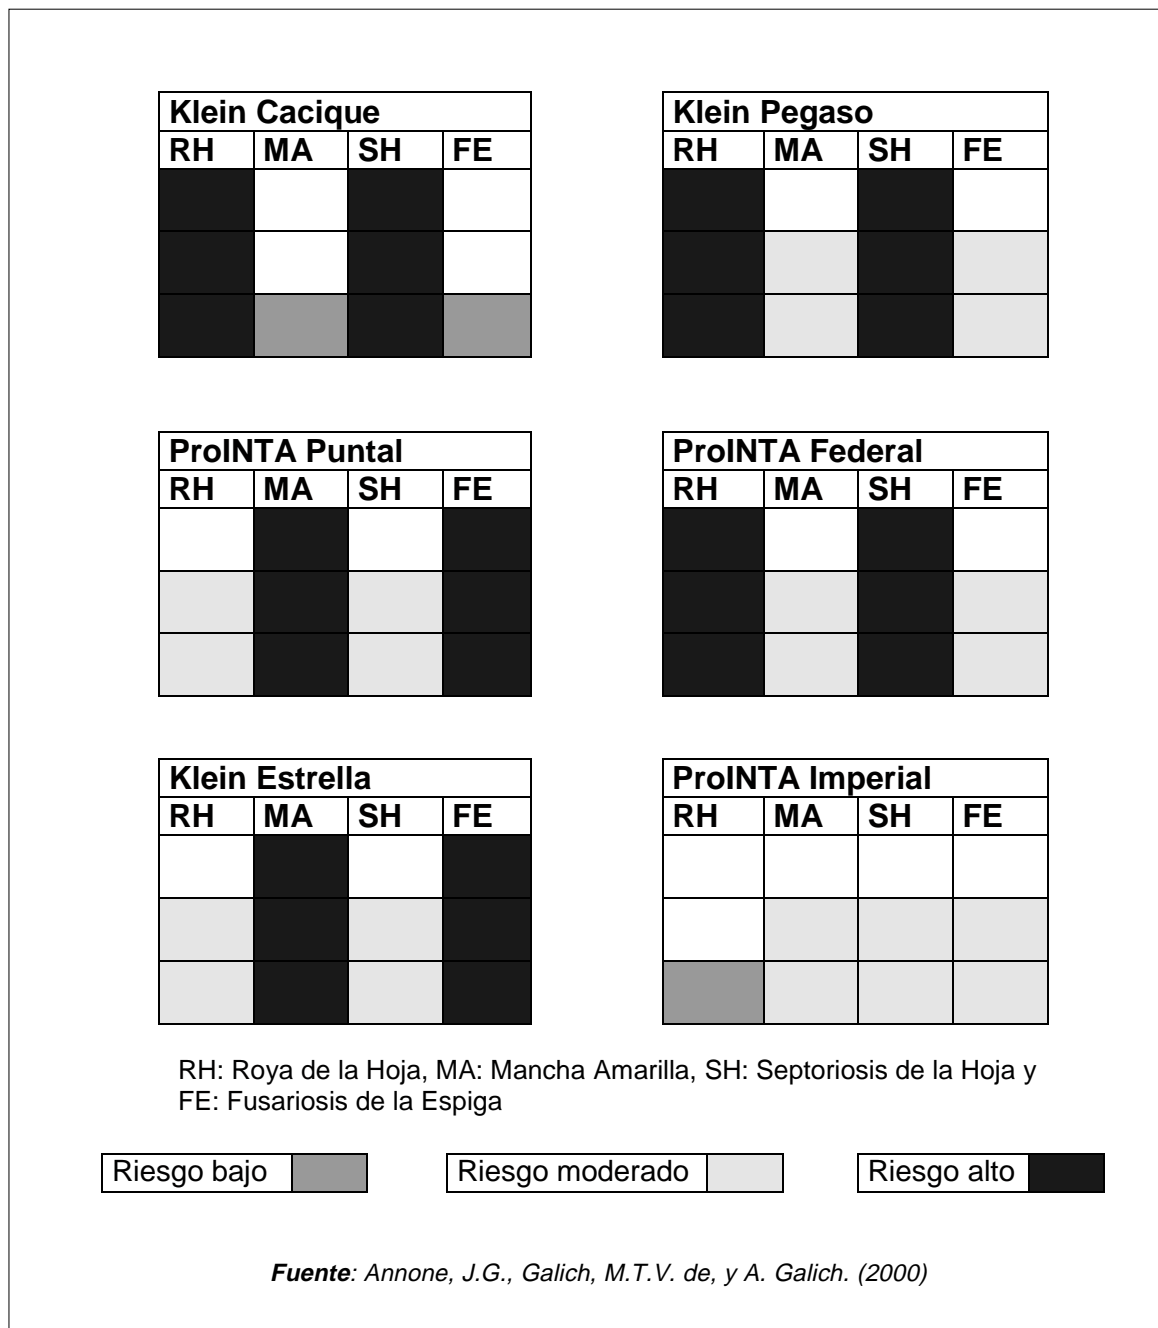 Klein Cacique
RH MA SH FE
Klein Pegaso
RH MA SH FE
ProINTA Puntal
RH MA SH FE
ProINTA Federal
RH MA SH FE
Klein Estrella
RH MA SH FE
ProINTA Imperial
RH MA SH FE
RH: Roya de la Hoja, MA: Mancha Amarilla, SH: Septoriosis de la Hoja y
FE: Fusariosis de la Espiga
Riesgo bajo
Riesgo moderado
Riesgo alto
Fuente: Annone, J.G., Galich, M.T.V. de, y A. Galich. (2000)